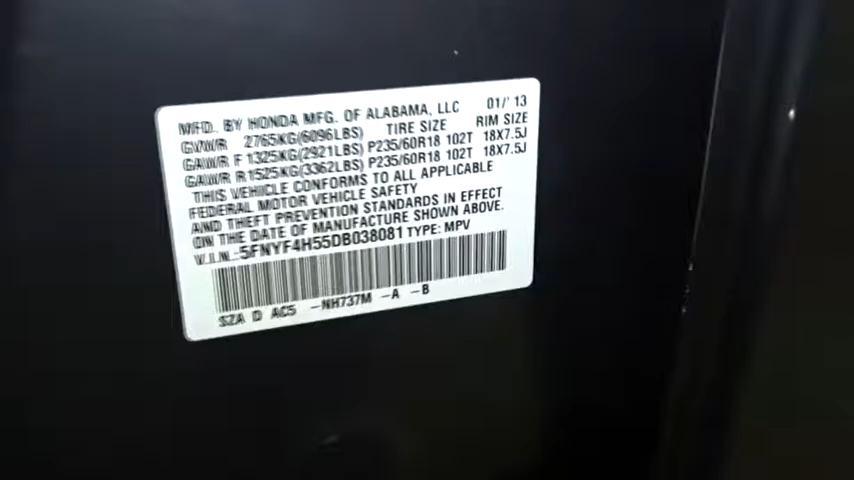 MFD. BY HONDA MFG. OF ALABAMA, LLC 01/'13
GVWR 2765KG(6096LBS) TIRE SIZE RIM SIZE
GAWR F 1325KG(2921LBS) P235/60R18 102T 18X7.5J
GAWR R 1525KG(3362LBS) P235/60R18 102T 18X7.5J
THIS VEHICLE CONFORMS TO ALL APPLICABLE
FEDERAL MOTOR VEHICLE SAFETY
AND THEFT PREVENTION STANDARDS IN EFFECT
ON THE DATE OF MANUFACTURE SHOWN ABOVE.
V.I.N.:5FNYF4H55DB038081 TYPE: MPV
SZA D AC5 -NH737M -A -B